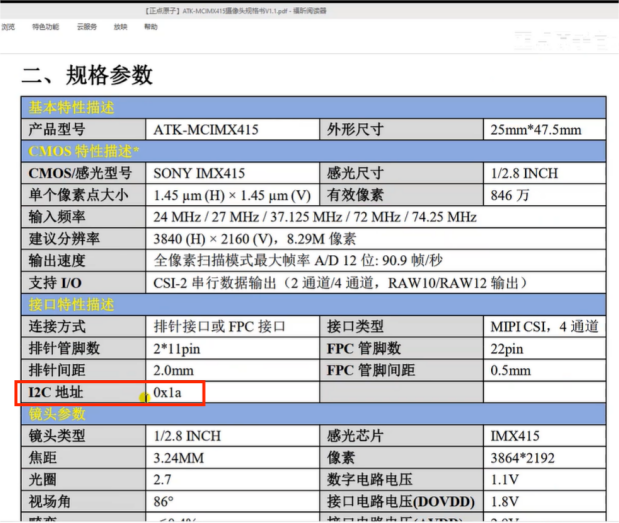 【正点原子】ATK-MCIMX415摄像头规格书V1.1.pdf - 福昕阅读器
浏览 特色功能 云服务 放映 帮助
二、规格参数
基本特性描述
产品型号 ATK-MCIMX415 外形尺寸 25mm*47.5mm
CMOS 特性描述*
CMOS/感光型号 SONY IMX415 感光尺寸 1/2.8 INCH
单个像素点大小 1.45 µm (H) × 1.45 µm (V) 有效像素 846 万
输入频率 24 MHz / 27 MHz / 37.125 MHz / 72 MHz / 74.25 MHz
建议分辨率 3840 (H) × 2160 (V)，8.29M 像素
输出速度 全像素扫描模式最大帧率 A/D 12 位: 90.9 帧/秒
支持 I/O CSI-2 串行数据输出（2 通道/4 通道，RAW10/RAW12 输出）
接口特性描述
连接方式 排针接口或 FPC 接口 接口类型 MIPI CSI，4 通道
排针管脚数 2*11pin FPC 管脚数 22pin
排针间距 2.0mm FPC 管脚间距 0.5mm
I2C 地址 0x1a
镜头参数
镜头类型 1/2.8 INCH 感光芯片 IMX415
焦距 3.24MM 像素 3864*2192
光圈 2.7 数字电路电压 1.1V
视场角 86° 接口电路电压(DOVDD) 1.8V